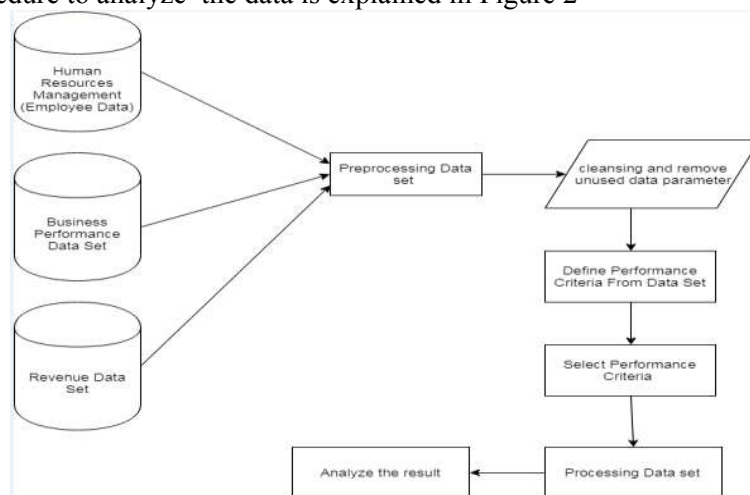 edure to analyze the data is explained in Figure 2
Human
Resources
Management
(Employee Data)
Business
Performance
Data Set
Revenue Data
Set
Preprocessing Data
set
cleansing and remove
unused data parameter
Define Performance
Criteria From Data Set
Select Performance
Criteria
Processing Data set
Analyze the result